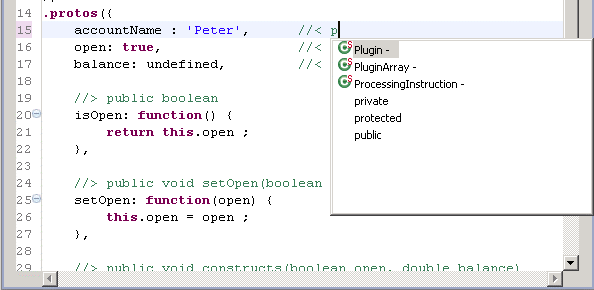 14 .protos({
15 accountName : 'Peter', //< p
16 open: true, //<
17 balance: undefined, //<
18
19 //> public boolean
20 isOpen: function() {
21 return this.open ;
22 },
23
24 //> public void setOpen(boolean
25 setOpen: function(open) {
26 this.open = open ;
27 },
28
29 //> public void constructs(boolean open, double balance)
Plugin -
PluginArray -
ProcessingInstruction -
private
protected
public